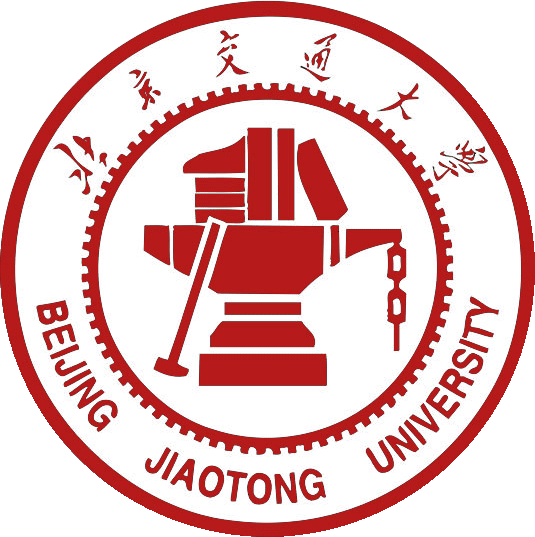 北京交通大学
BEIJING JIAOTONG UNIVERSITY